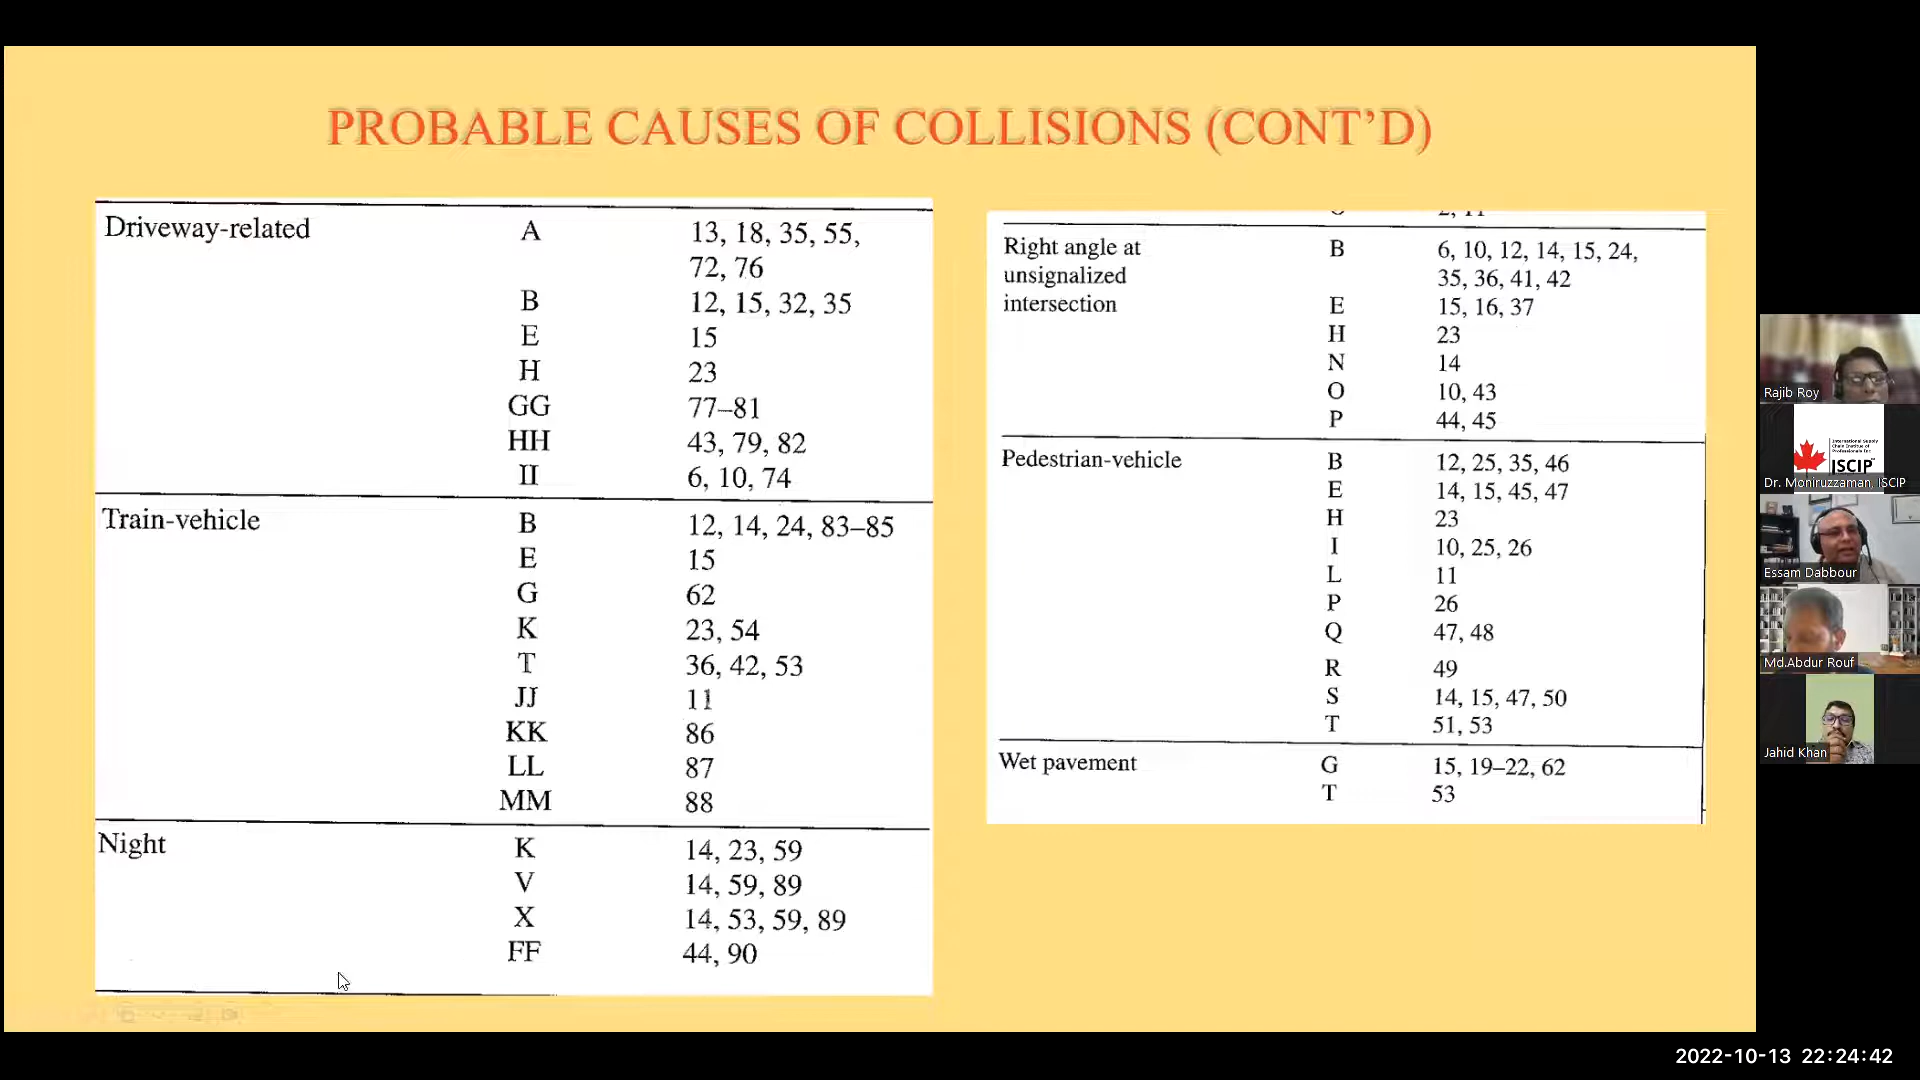 PROBABLE CAUSES OF COLLISIONS (CONT'D)
Driveway-related A 13, 18, 35, 55,
72, 76
B 12, 15, 32, 35
E 15
H 23
GG 77–81
HH 43, 79, 82
II 6, 10, 74
Train-vehicle B 12, 14, 24, 83–85
E 15
G 62
K 23, 54
T 36, 42, 53
JJ 11
KK 86
LL 87
MM 88
Night K 14, 23, 59
V 14, 59, 89
X 14, 53, 59, 89
FF 44, 90
Right angle at B 6, 10, 12, 14, 15, 24,
unsignalized 35, 36, 41, 42
intersection E 15, 16, 37
H 23
N 14
O 10, 43
P 44, 45
Pedestrian-vehicle B 12, 25, 35, 46
E 14, 15, 45, 47
H 23
I 10, 25, 26
L 11
P 26
Q 47, 48
R 49
S 14, 15, 47, 50
T 51, 53
Wet pavement G 15, 19–22, 62
T 53
Rajib Roy
International Supply
Chain Institute of
Professionals Inc
ISCIP
Dr. Moniruzzaman, ISCIP
Essam Dabbour
Md.Abdur Rouf
Jahid Khan
2022-10-13 22:24:42